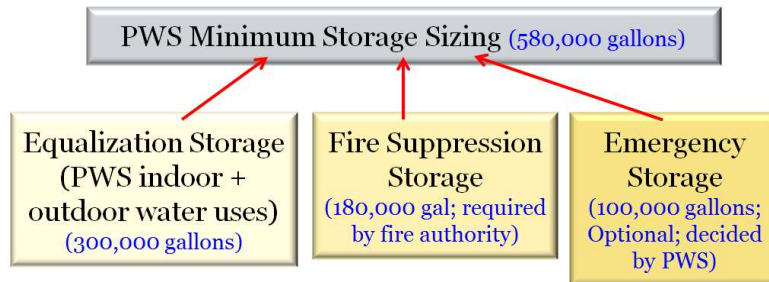 PWS Minimum Storage Sizing (580,000 gallons)
Equalization Storage
(PWS indoor +
outdoor water uses)
(300,000 gallons)
Fire Suppression
Storage
(180,000 gal; required
by fire authority)
Emergency
Storage
(100,000 gallons;
Optional; decided
by PWS)